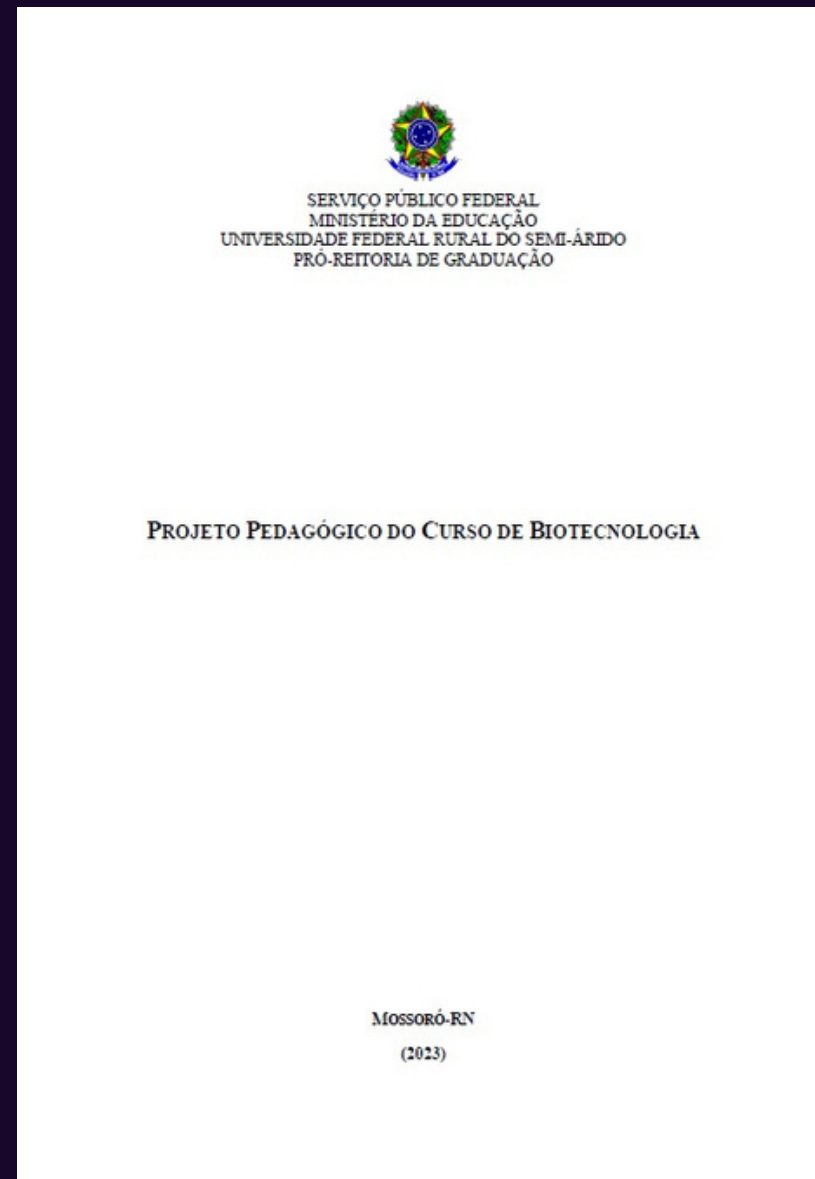 SERVIÇO PÚBLICO FEDERAL
MINISTÉRIO DA EDUCAÇÃO
UNIVERSIDADE FEDERAL RURAL DO SEMI-ÁRIDO
PRÓ-REITORIA DE GRADUAÇÃO
PROJETO PEDAGÓGICO DO CURSO DE BIOTECNOLOGIA
MOSSORÓ-RN
(2023)